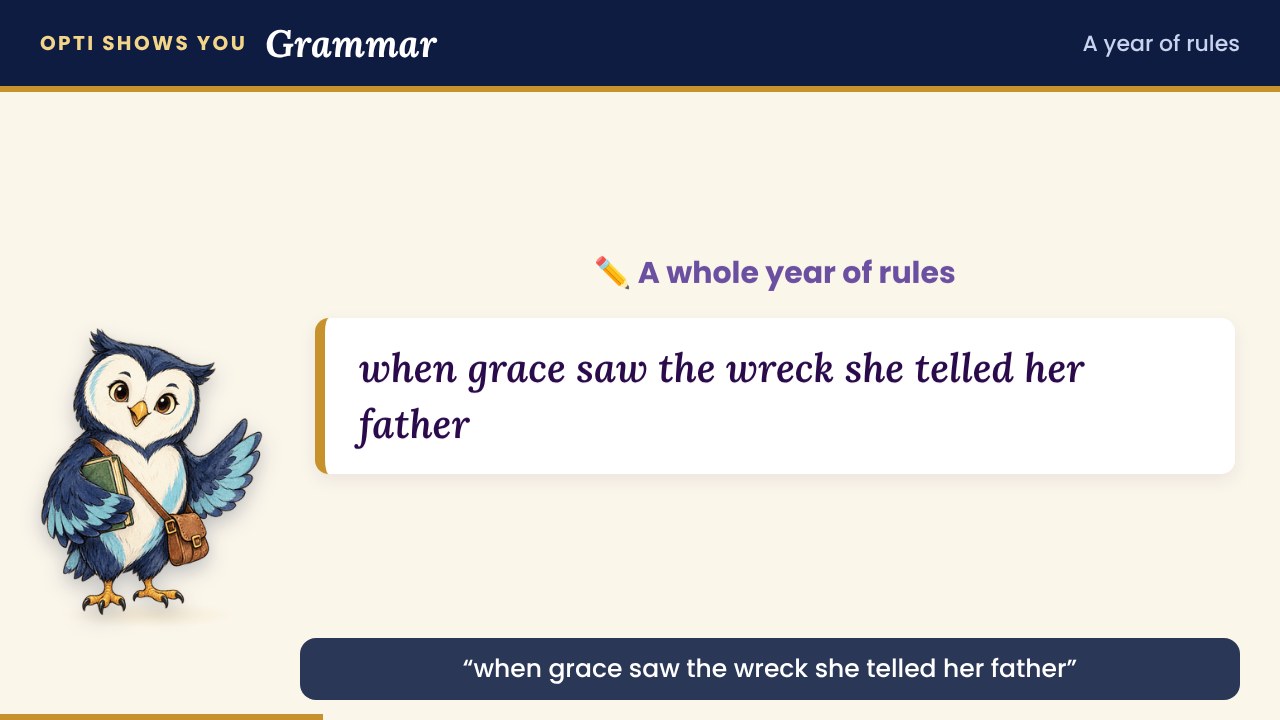 OPTI SHOWS YOU Grammar
A year of rules
✏️ A whole year of rules
when grace saw the wreck she telled her
father
“when grace saw the wreck she telled her father”